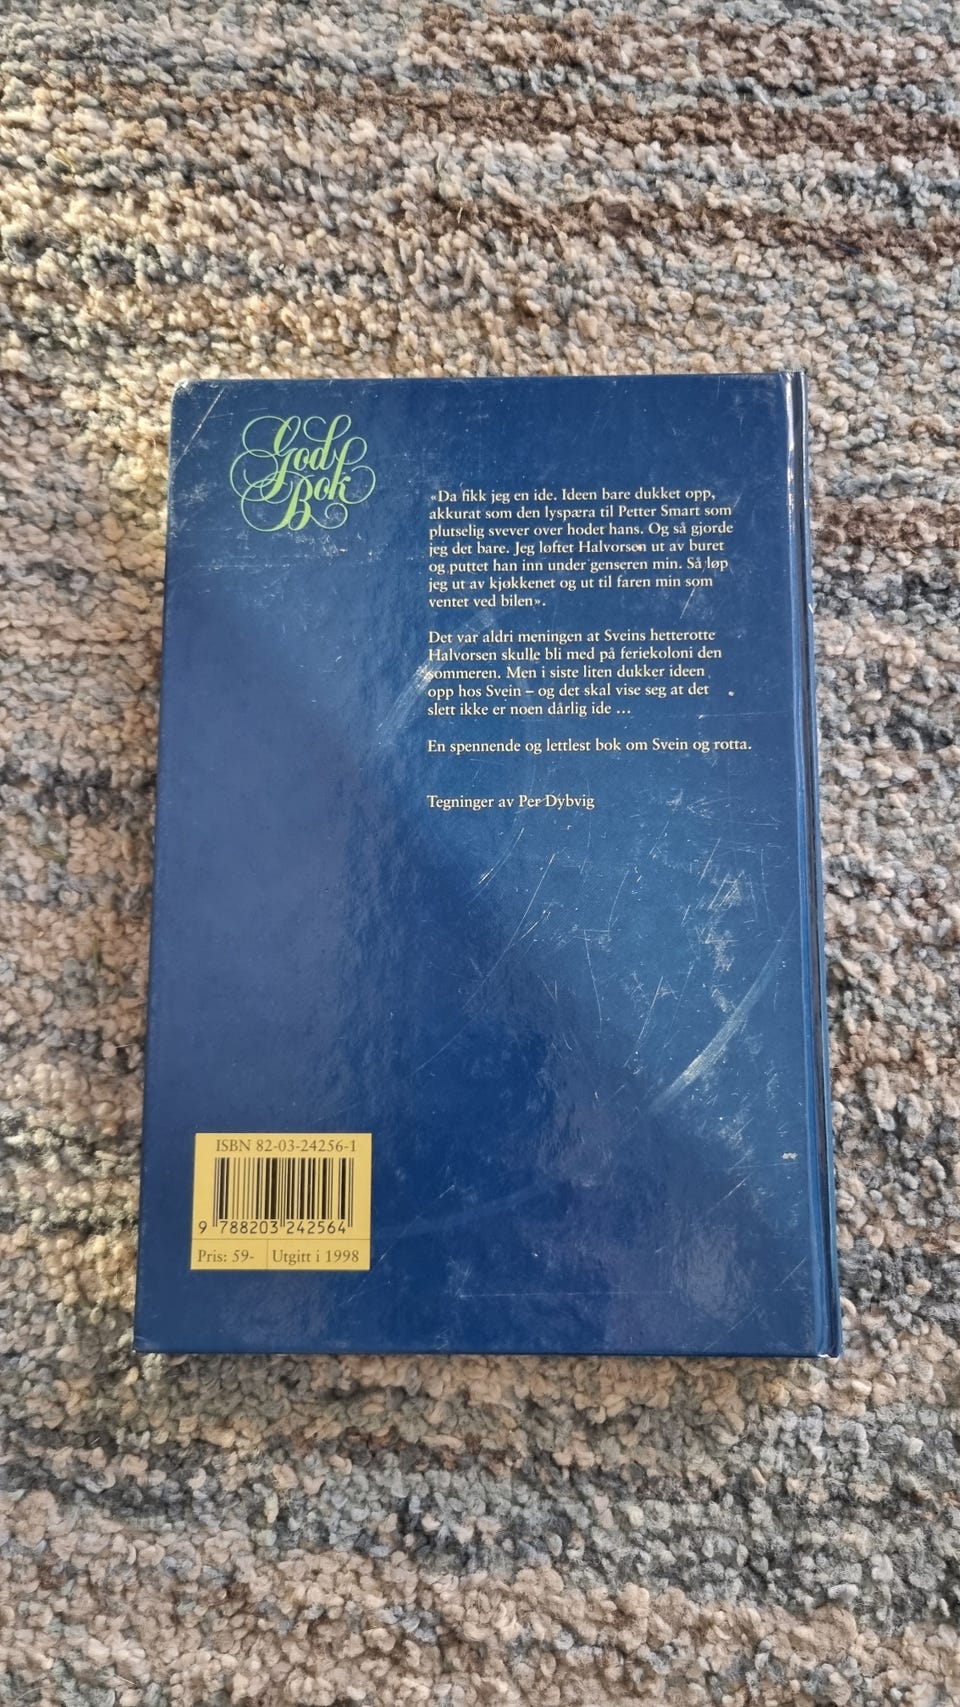 God
Bok
«Da fikk jeg en ide. Ideen bare dukket opp,
akkurat som den lyspæra til Petter Smart som
plutselig svever over hodet hans. Og så gjorde
jeg det bare. Jeg løftet Halvorsen ut av buret
og puttet han inn under genseren min. Så løp
jeg ut av kjøkkenet og ut til faren min som
ventet ved bilen».
Det var aldri meningen at Sveins hetterotte
Halvorsen skulle bli med på feriekoloni den
sommeren. Men i siste liten dukker ideen
opp hos Svein – og det skal vise seg at det
slett ikke er noen dårlig ide ...
En spennende og lettlest bok om Svein og rotta.
Tegninger av Per Dybvig
ISBN 82-03-24256-1
9 788203 242564
Pris: 59- Utgitt i 1998